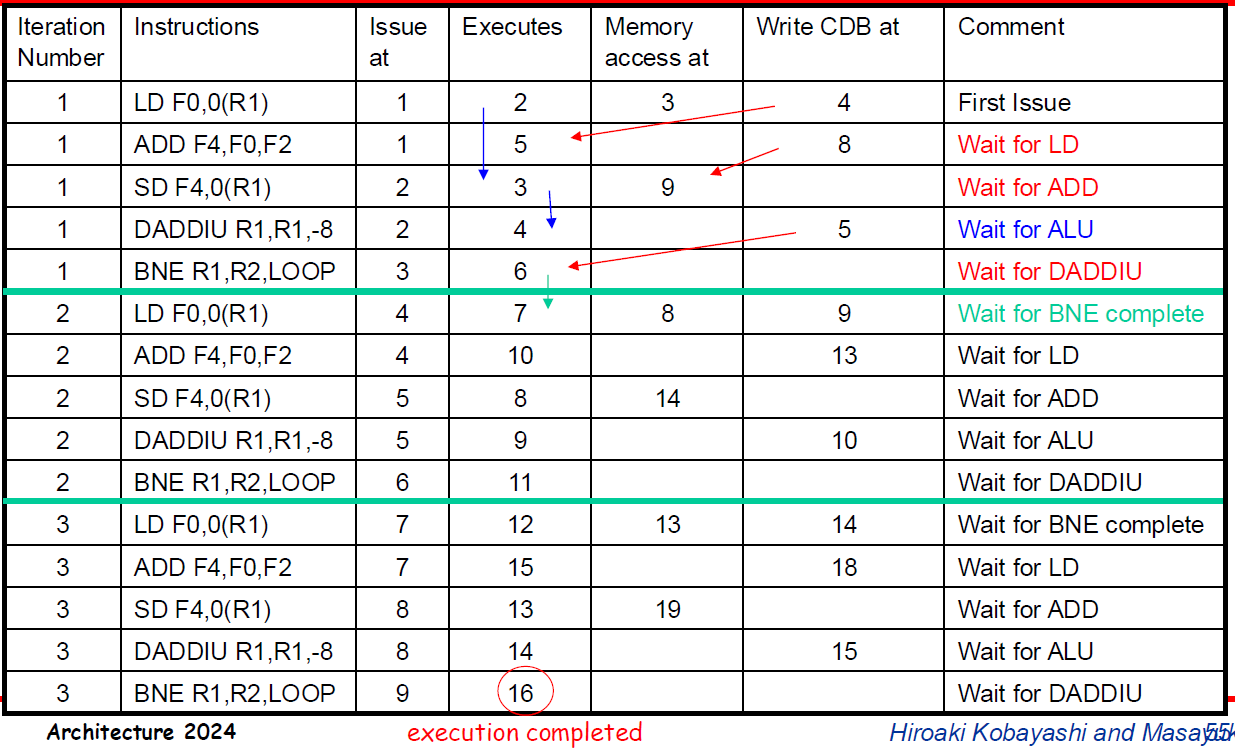 Iteration Number Instructions Issue at Executes Memory access at Write CDB at Comment
1 LD F0,0(R1) 1 2 3 4 First Issue
1 ADD F4,F0,F2 1 5 8 Wait for LD
1 SD F4,0(R1) 2 3 9 Wait for ADD
1 DADDIU R1,R1,-8 2 4 5 Wait for ALU
1 BNE R1,R2,LOOP 3 6 Wait for DADDIU
2 LD F0,0(R1) 4 7 8 9 Wait for BNE complete
2 ADD F4,F0,F2 4 10 13 Wait for LD
2 SD F4,0(R1) 5 8 14 Wait for ADD
2 DADDIU R1,R1,-8 5 9 10 Wait for ALU
2 BNE R1,R2,LOOP 6 11 Wait for DADDIU
3 LD F0,0(R1) 7 12 13 14 Wait for BNE complete
3 ADD F4,F0,F2 7 15 18 Wait for LD
3 SD F4,0(R1) 8 13 19 Wait for ADD
3 DADDIU R1,R1,-8 8 14 15 Wait for ALU
3 BNE R1,R2,LOOP 9 16 Wait for DADDIU
Architecture 2024 execution completed Hiroaki Kobayashi and